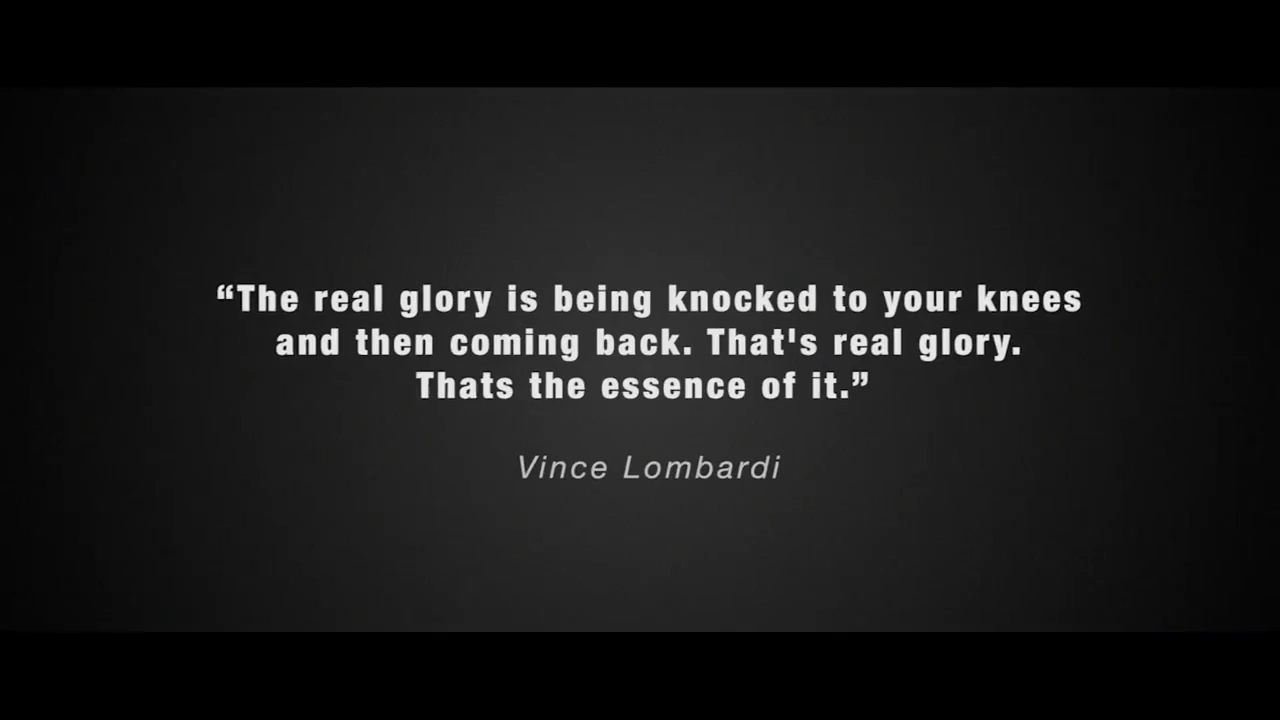 “The real glory is being knocked to your knees
and then coming back. That's real glory.
Thats the essence of it.”
Vince Lombardi